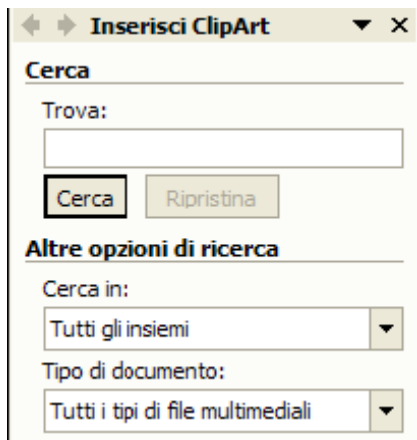 Inserisci ClipArt
Cerca
Trova:
Cerca Ripristina
Altre opzioni di ricerca
Cerca in:
Tutti gli insiemi
Tipo di documento:
Tutti i tipi di file multimediali